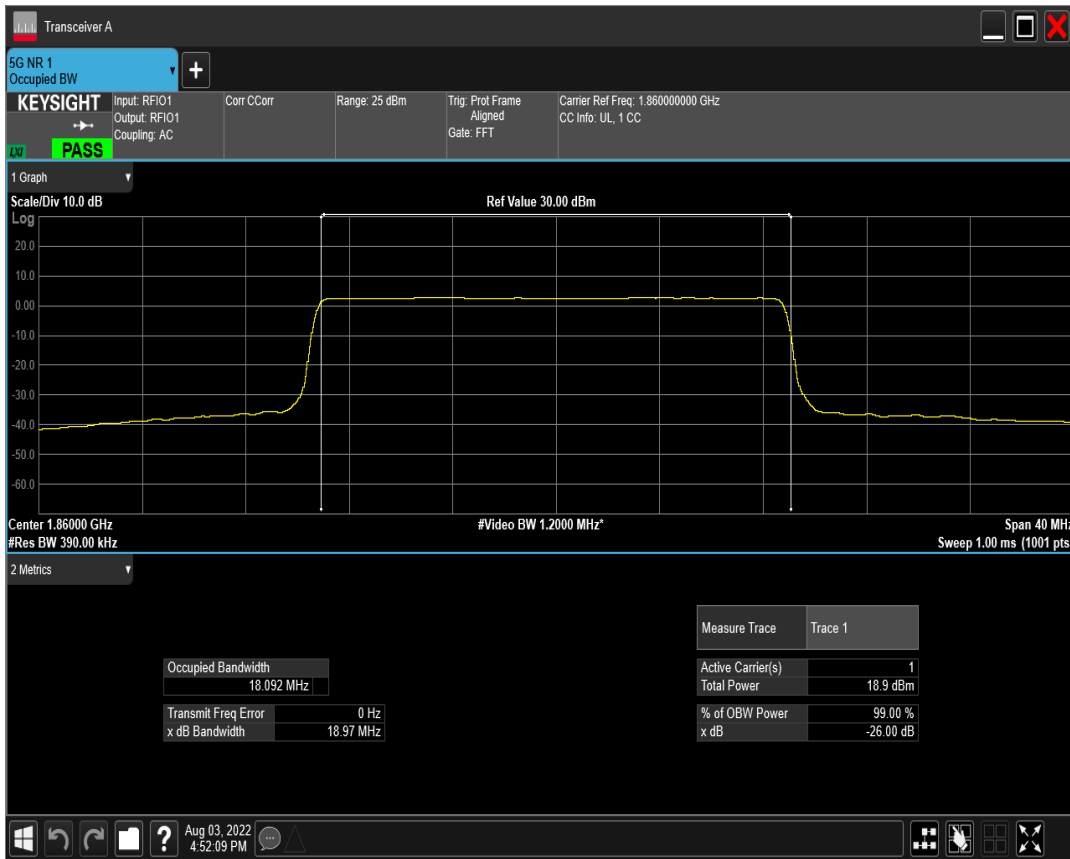 Transceiver A
5G NR 1
Occupied BW
+
KEYSIGHT
Input: RFIO1
Output: RFIO1
Coupling: AC
Corr CCorr
Range: 25 dBm
Trig: Prot Frame
Aligned
Gate: FFT
Carrier Ref Freq: 1.860000000 GHz
CC Info: UL, 1 CC
LXI
PASS
1 Graph
Scale/Div 10.0 dB
Ref Value 30.00 dBm
Log
20.0
10.0
0.00
-10.0
-20.0
-30.0
-40.0
-50.0
-60.0
Center 1.86000 GHz
#Video BW 1.2000 MHz*
Span 40 MHz
#Res BW 390.00 kHz
Sweep 1.00 ms (1001 pts
2 Metrics
Measure Trace Trace 1
Occupied Bandwidth
18.092 MHz
Active Carrier(s) 1
Total Power 18.9 dBm
Transmit Freq Error 0 Hz
x dB Bandwidth 18.97 MHz
% of OBW Power 99.00 %
x dB -26.00 dB
?
Aug 03, 2022
4:52:09 PM